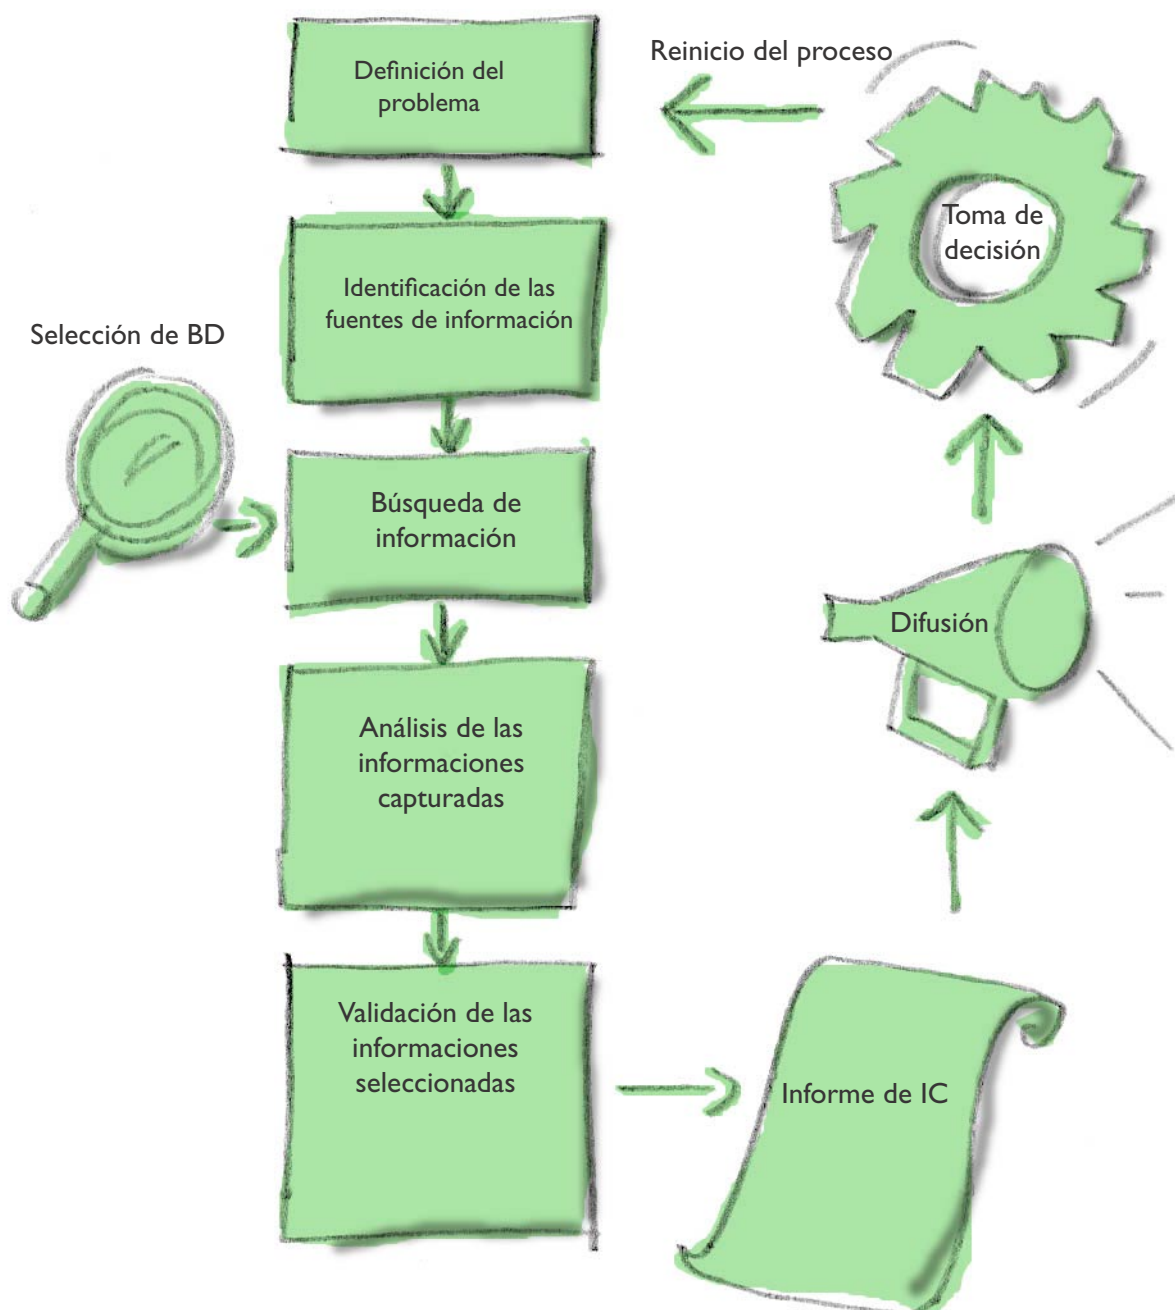 Definición del
problema
Reinicio del proceso
Toma de
decisión
Identificación de las
fuentes de información
Selección de BD
Búsqueda de
información
Difusión
Análisis de las
informaciones
capturadas
Validación de las
informaciones
seleccionadas
Informe de IC